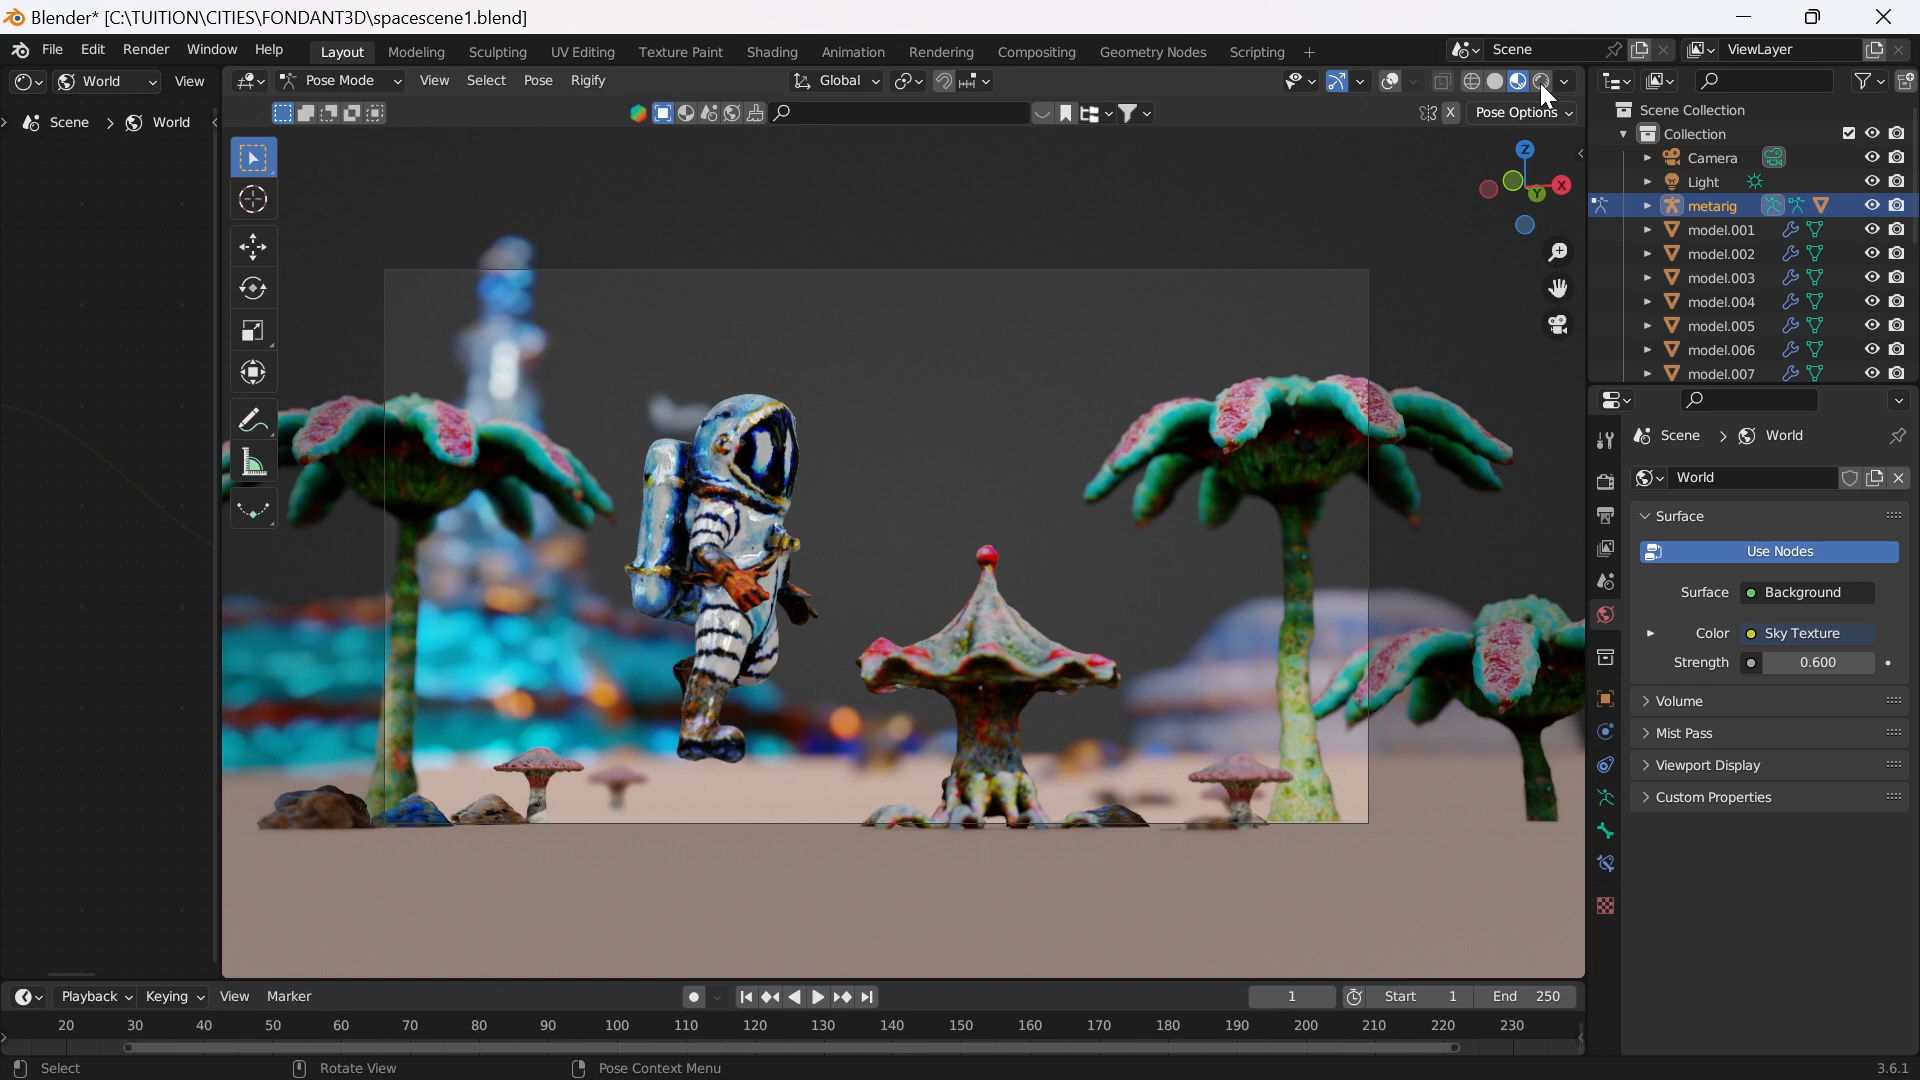 Blender* [C:\TUITION\CITIES\FONDANT3D\spacescene1.blend]
File Edit Render Window Help Layout Modeling Sculpting UV Editing Texture Paint Shading Animation Rendering Compositing Geometry Nodes Scripting + Scene ViewLayer
World View Pose Mode View Select Pose Rigify Global
X Pose Options
Scene > World
Z
X
Y
Scene Collection
Collection
Camera
Light
metarig
model.001
model.002
model.003
model.004
model.005
model.006
model.007
Scene > World
World
Surface
Use Nodes
Surface Background
Color Sky Texture
Strength 0.600
Volume
Mist Pass
Viewport Display
Custom Properties
Playback Keying View Marker 1 Start 1 End 250
20 30 40 50 60 70 80 90 100 110 120 130 140 150 160 170 180 190 200 210 220 230
Select Rotate View Pose Context Menu 3.6.1